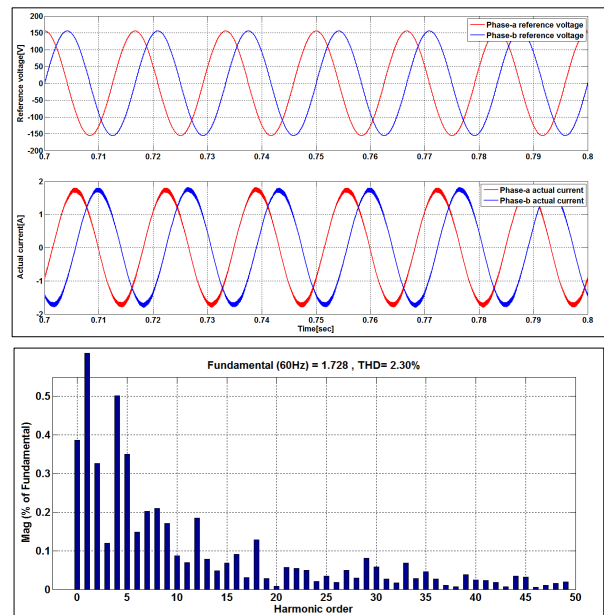 Reference voltage[V]
200
150
100
50
0
-50
-100
-150
-200
Phase-a reference voltage
Phase-b reference voltage
0.7 0.71 0.72 0.73 0.74 0.75 0.76 0.77 0.78 0.79 0.8
Actual current[A]
2
1
0
-1
-2
Phase-a actual current
Phase-b actual current
0.7 0.71 0.72 0.73 0.74 0.75 0.76 0.77 0.78 0.79 0.8
Time[sec]
Fundamental (60Hz) = 1.728 , THD= 2.30%
Mag (% of Fundamental)
0.5
0.4
0.3
0.2
0.1
0
0 5 10 15 20 25 30 35 40 45 50
Harmonic order